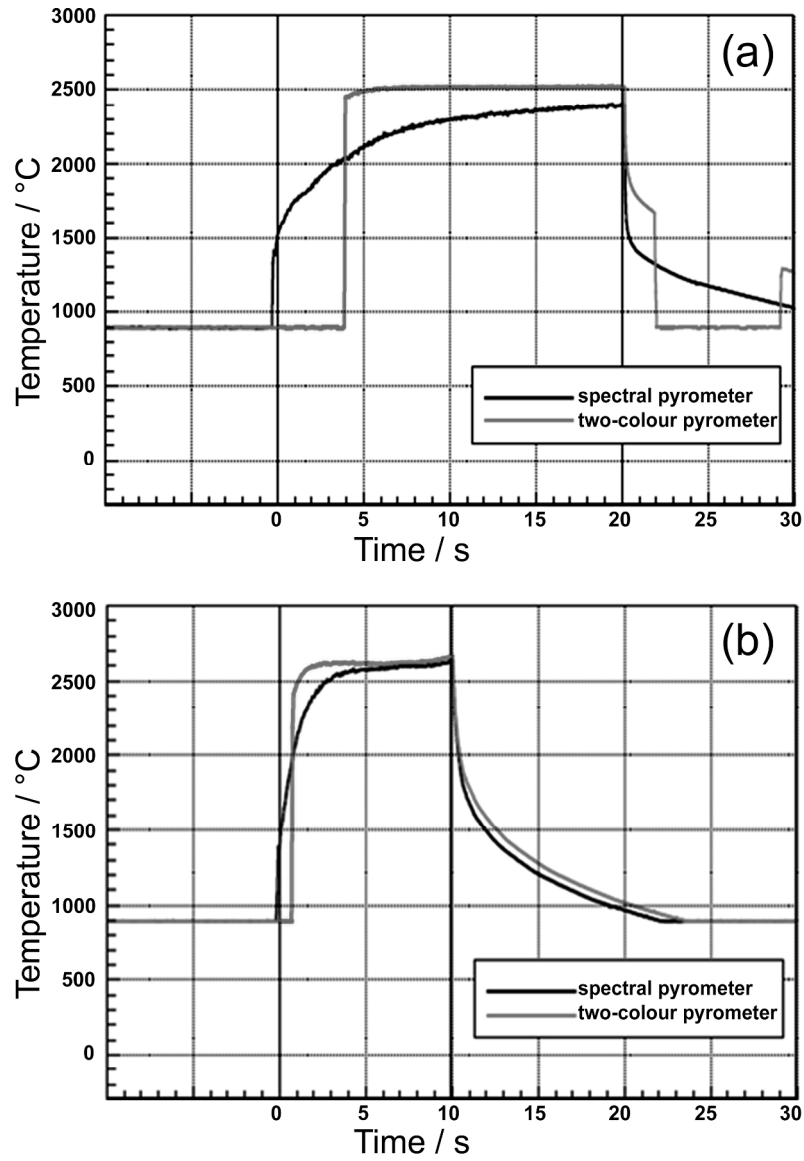 (a)
Temperature / °C
3000
2500
2000
1500
1000
500
0
spectral pyrometer
two-colour pyrometer
0 5 10 15 20 25 30
Time / s
(b)
Temperature / °C
3000
2500
2000
1500
1000
500
0
spectral pyrometer
two-colour pyrometer
0 5 10 15 20 25 30
Time / s